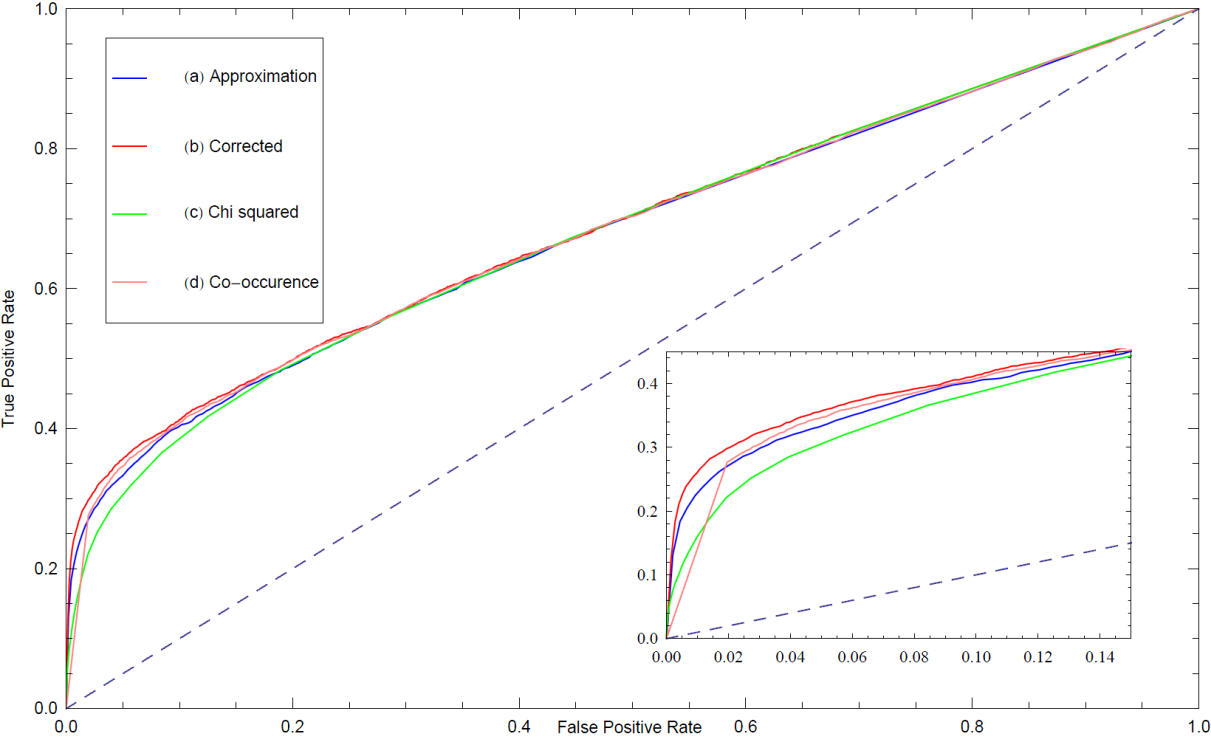 1.0
(a) Approximation
(b) Corrected
(c) Chi squared
(d) Co-occurence
0.8
0.6
0.4
0.2
0.0
True Positive Rate
0.4
0.3
0.2
0.1
0.0
0.00 0.02 0.04 0.06 0.08 0.10 0.12 0.14
0.0 0.2 0.4 0.6 0.8 1.0
False Positive Rate